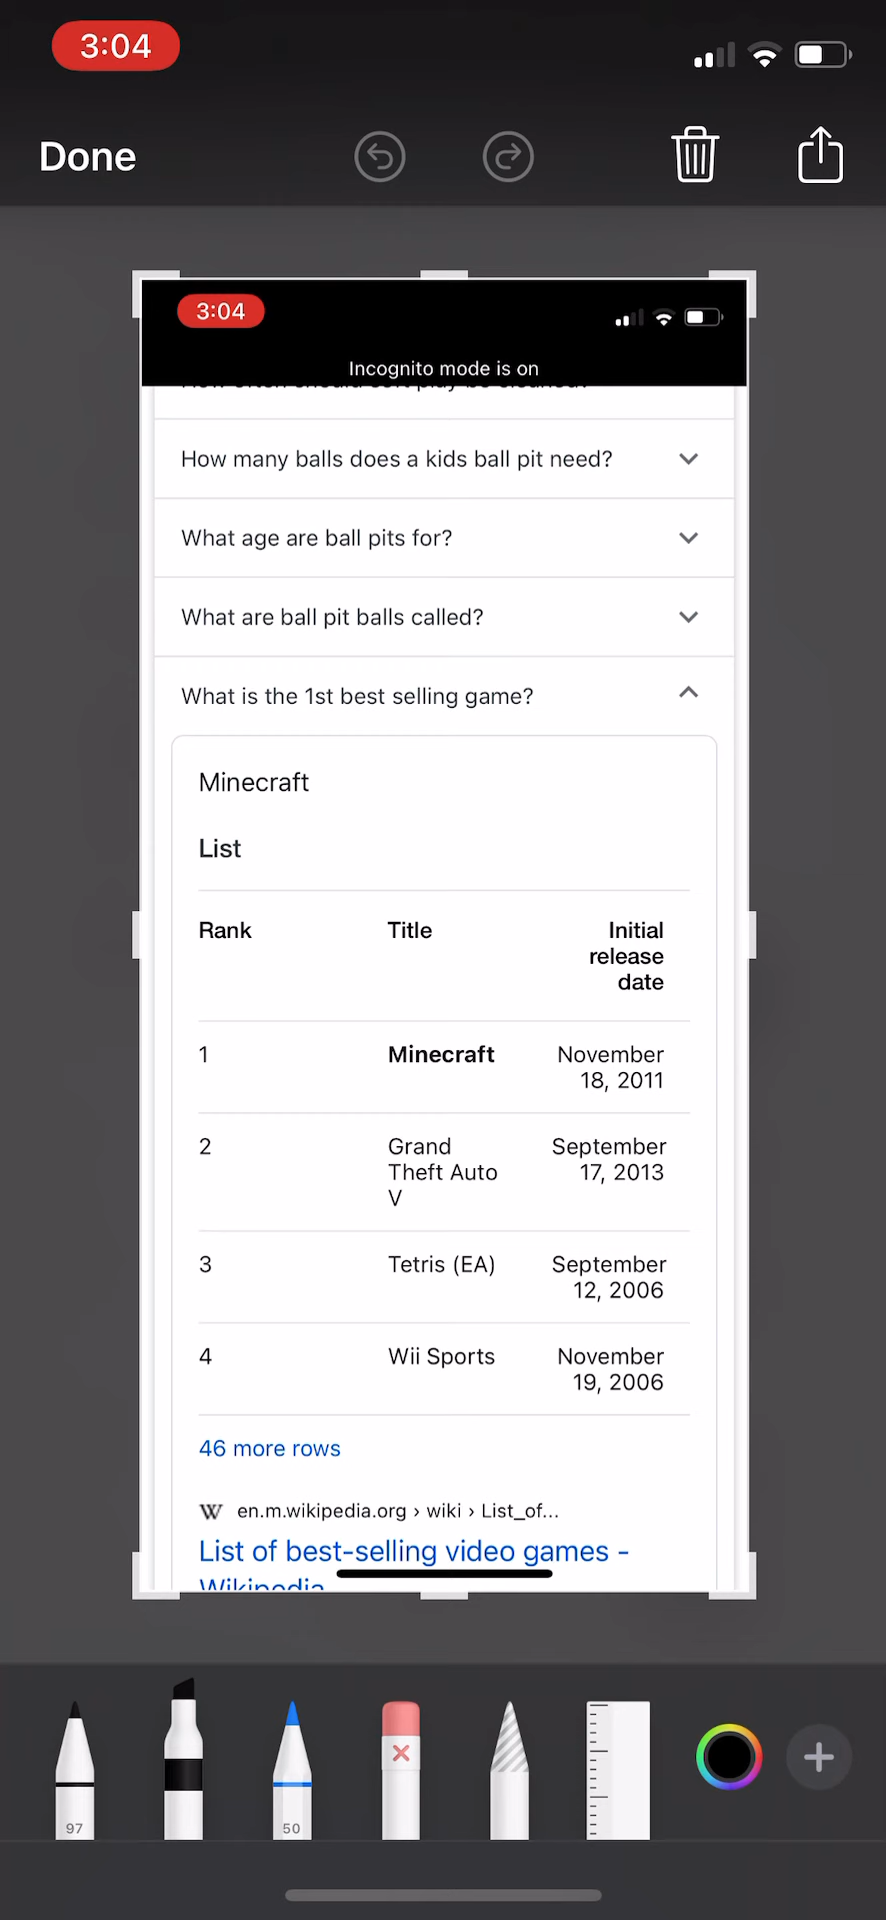 3:04
Done
3:04
Incognito mode is on
How many balls does a kids ball pit need?
What age are ball pits for?
What are ball pit balls called?
What is the 1st best selling game?
Minecraft
List
Rank Title Initial
release
date
1 Minecraft November
18, 2011
2 Grand September
Theft Auto 17, 2013
V
3 Tetris (EA) September
12, 2006
4 Wii Sports November
19, 2006
46 more rows
W en.m.wikipedia.org › wiki › List_of...
List of best-selling video games -
Wikipedia
97
50